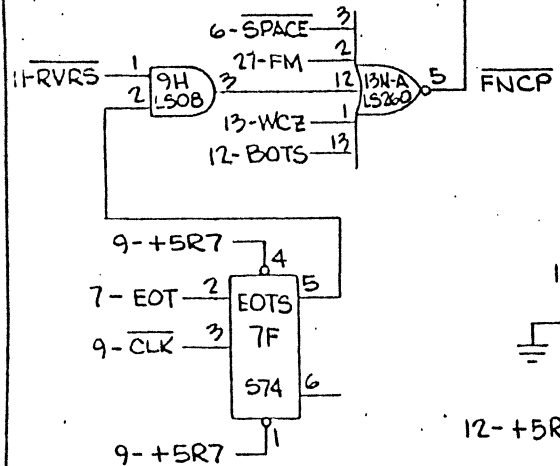 6-SPACE 3
27-FM 2
11-RVRS 1
9H 3 12 13N-A 5 FNCP
2 LS08 LS260
13-WCZ 1
12-BOTS 13
9-+5R7 4
7-EOT 2 EOTS 5
9-CLK 3 7F
S74 6
9-+5R7 1
1
12-+5R